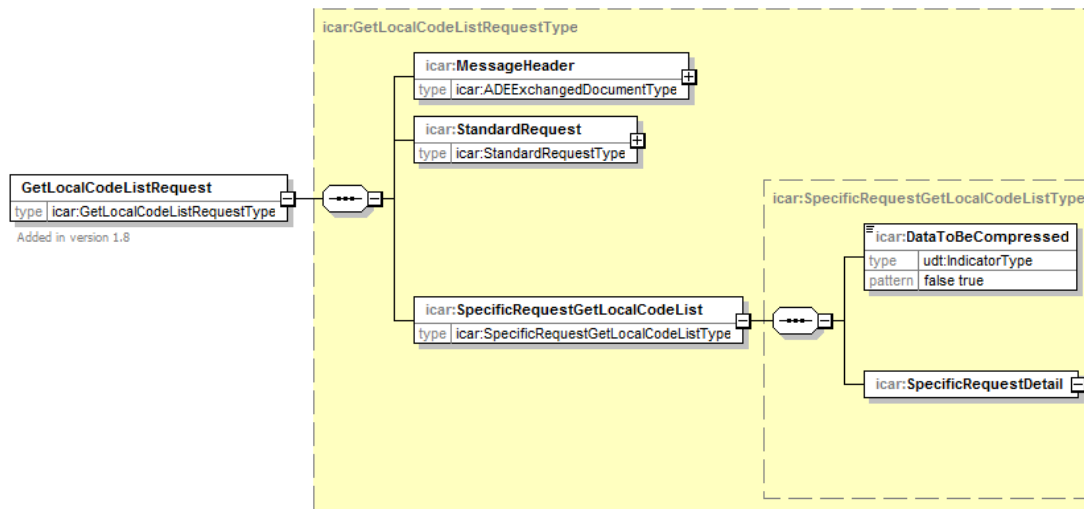 icar:GetLocalCodeListRequestType
icar:MessageHeader
type icar:ADEExchangedDocumentType
icar:StandardRequest
type icar:StandardRequestType
GetLocalCodeListRequest
type icar:GetLocalCodeListRequestType
Added in version 1.8
icar:SpecificRequestGetLocalCodeListType
icar:DataToBeCompressed
type udt:IndicatorType
pattern false true
icar:SpecificRequestGetLocalCodeList
type icar:SpecificRequestGetLocalCodeListType
icar:SpecificRequestDetail